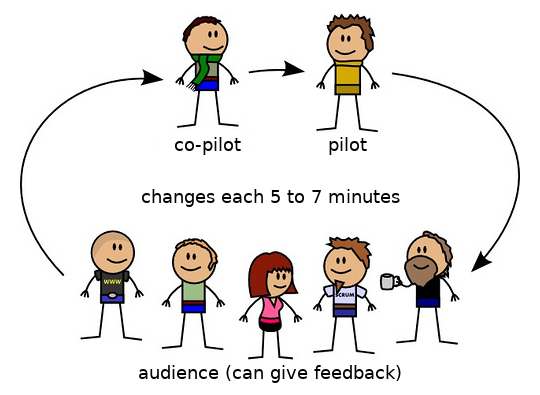 co-pilot
pilot
changes each 5 to 7 minutes
WWW
SCRUM
audience (can give feedback)